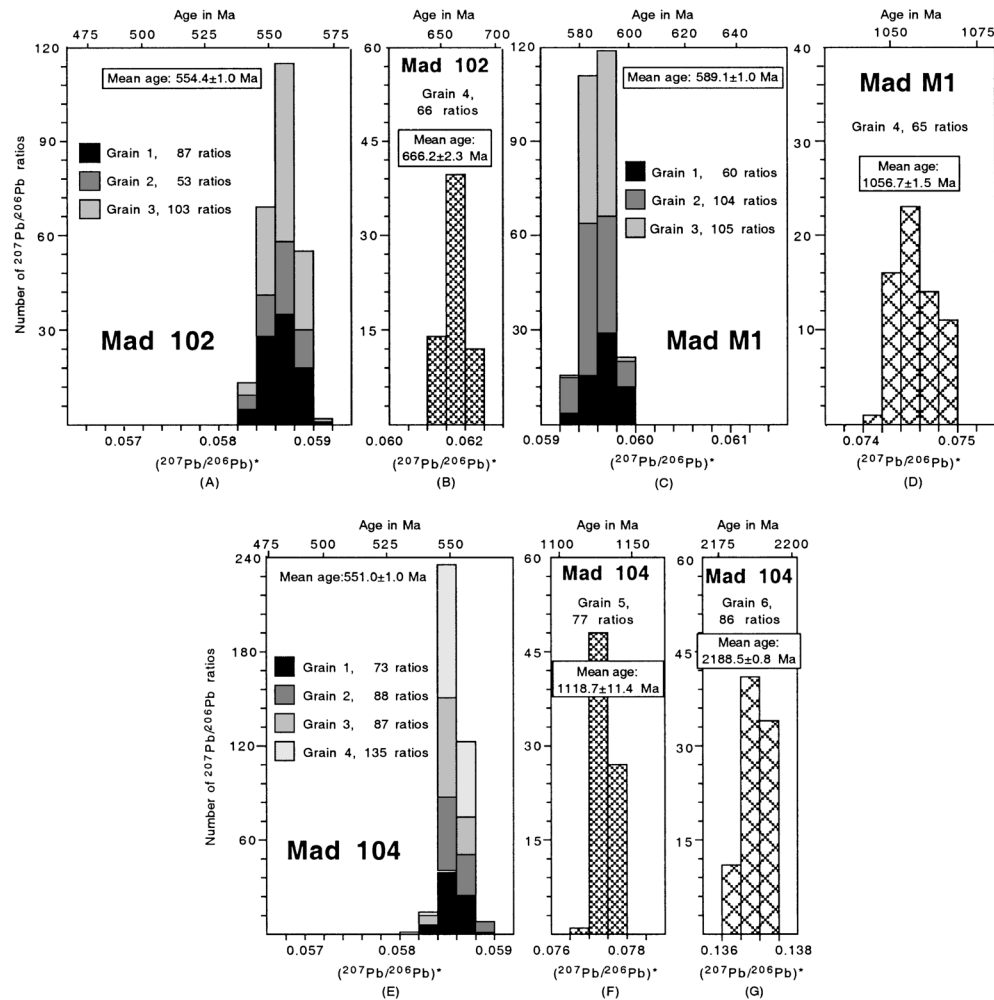 Age in Ma
475 500 525 550 575
120
90
60
30
Number of ²⁰⁷Pb/²⁰⁶Pb ratios
Mean age: 554.4±1.0 Ma
Grain 1, 87 ratios
Grain 2, 53 ratios
Grain 3, 103 ratios
Mad 102
0.057 0.058 0.059
(²⁰⁷Pb/²⁰⁶Pb)*
(A)
Age in Ma
650 700
60
45
30
15
Mad 102
Grain 4,
66 ratios
Mean age:
666.2±2.3 Ma
0.060 0.062
(²⁰⁷Pb/²⁰⁶Pb)*
(B)
Age in Ma
580 600 620 640
120
90
60
30
Mean age: 589.1±1.0 Ma
Grain 1, 60 ratios
Grain 2, 104 ratios
Grain 3, 105 ratios
Mad M1
0.059 0.060 0.061
(²⁰⁷Pb/²⁰⁶Pb)*
(C)
Age in Ma
1050 1075
40
30
20
10
Mad M1
Grain 4, 65 ratios
Mean age:
1056.7±1.5 Ma
0.074 0.075
(²⁰⁷Pb/²⁰⁶Pb)*
(D)
Age in Ma
475 500 525 550
240
180
120
60
Number of ²⁰⁷Pb/²⁰⁶Pb ratios
Mean age:551.0±1.0 Ma
Grain 1, 73 ratios
Grain 2, 88 ratios
Grain 3, 87 ratios
Grain 4, 135 ratios
Mad 104
0.057 0.058 0.059
(²⁰⁷Pb/²⁰⁶Pb)*
(E)
Age in Ma
1100 1150
60
45
30
15
Mad 104
Grain 5,
77 ratios
Mean age:
1118.7±11.4 Ma
0.076 0.078
(²⁰⁷Pb/²⁰⁶Pb)*
(F)
Age in Ma
2175 2200
60
45
30
15
Mad 104
Grain 6,
86 ratios
Mean age:
2188.5±0.8 Ma
0.136 0.138
(²⁰⁷Pb/²⁰⁶Pb)*
(G)